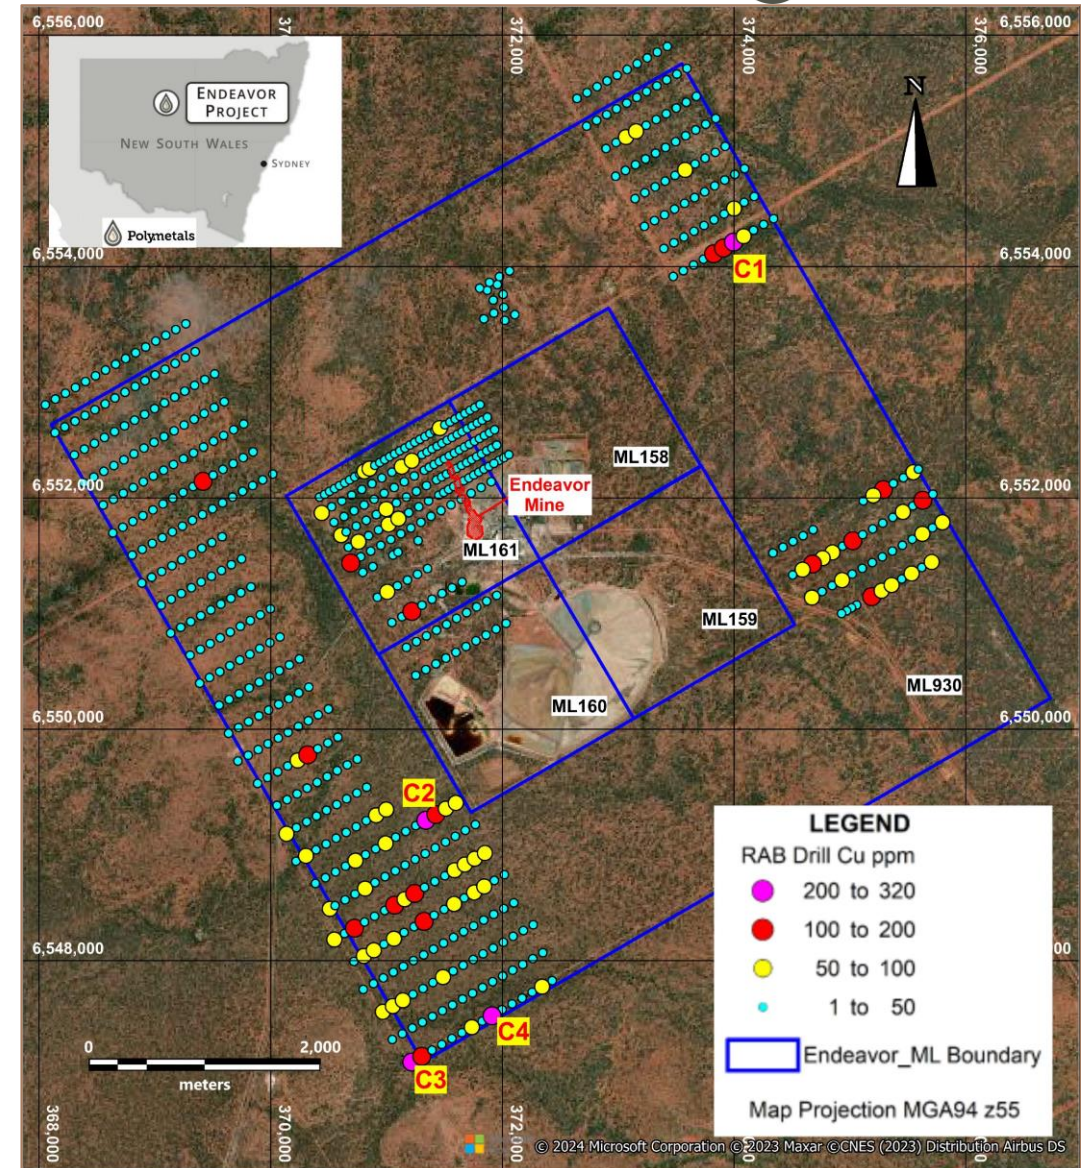 6,556,000
37
372,000
374,000
376,000
6,556,000
N
ENDEAVOR
PROJECT
NEW SOUTH WALES
SYDNEY
Polymetals
6,554,000
6,554,000
C1
6,552,000
6,552,000
ML158
Endeavor
Mine
ML161
ML159
ML930
ML160
6,550,000
6,550,000
C2
LEGEND
RAB Drill Cu ppm
200 to 320
100 to 200
50 to 100
1 to 50
Endeavor_ML Boundary
Map Projection MGA94 z55
6,548,000
00
C4
C3
0 2,000
meters
368,000
370,000
372,000
© 2024 Microsoft Corporation © 2023 Maxar ©CNES (2023) Distribution Airbus DS